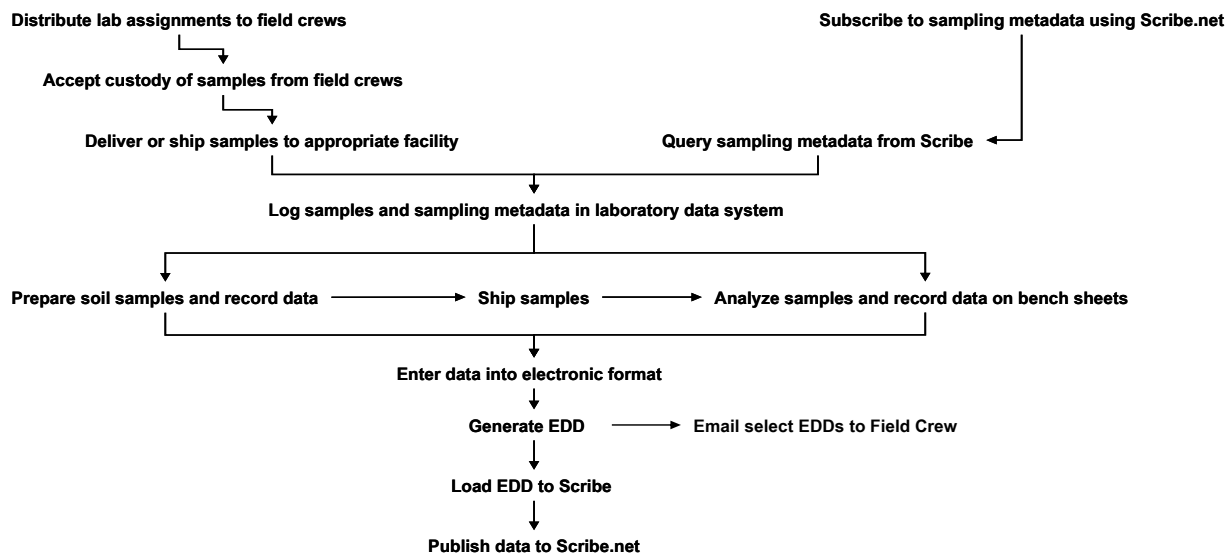 Distribute lab assignments to field crews
Subscribe to sampling metadata using Scribe.net
Accept custody of samples from field crews
Deliver or ship samples to appropriate facility
Query sampling metadata from Scribe
Log samples and sampling metadata in laboratory data system
Prepare soil samples and record data
Ship samples
Analyze samples and record data on bench sheets
Enter data into electronic format
Generate EDD
Email select EDDs to Field Crew
Load EDD to Scribe
Publish data to Scribe.net